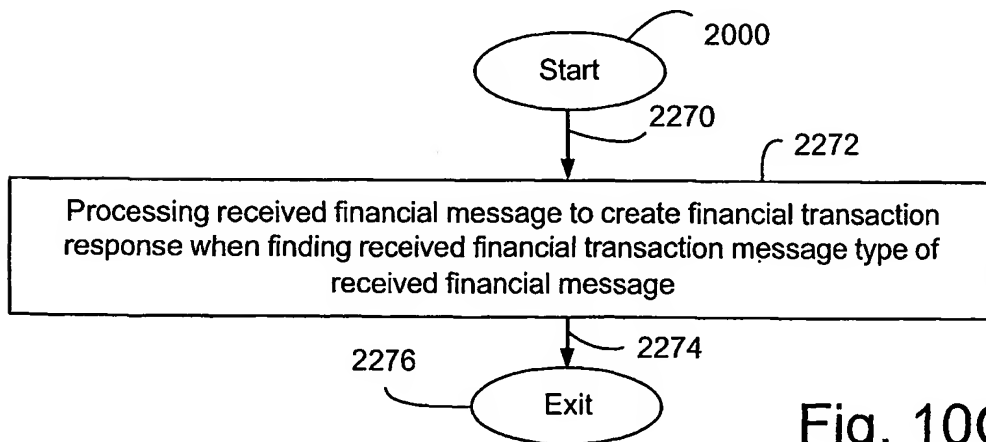 2000
Start
2270
2272
Processing received financial message to create financial transaction
response when finding received financial transaction message type of
received financial message
2274
2276
Exit